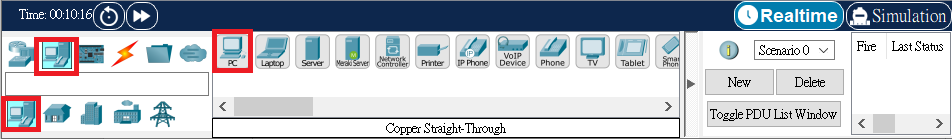 Time: 00:10:16
Realtime
Simulation
PC
Laptop
Server
Meraki Server
Network
Controller
Printer
IP
IP Phone
VoIP
Device
Phone
TV
Tablet
Smar
Phon
Scenario 0
New
Delete
Toggle PDU List Window
Fire
Last Status
Copper Straight-Through